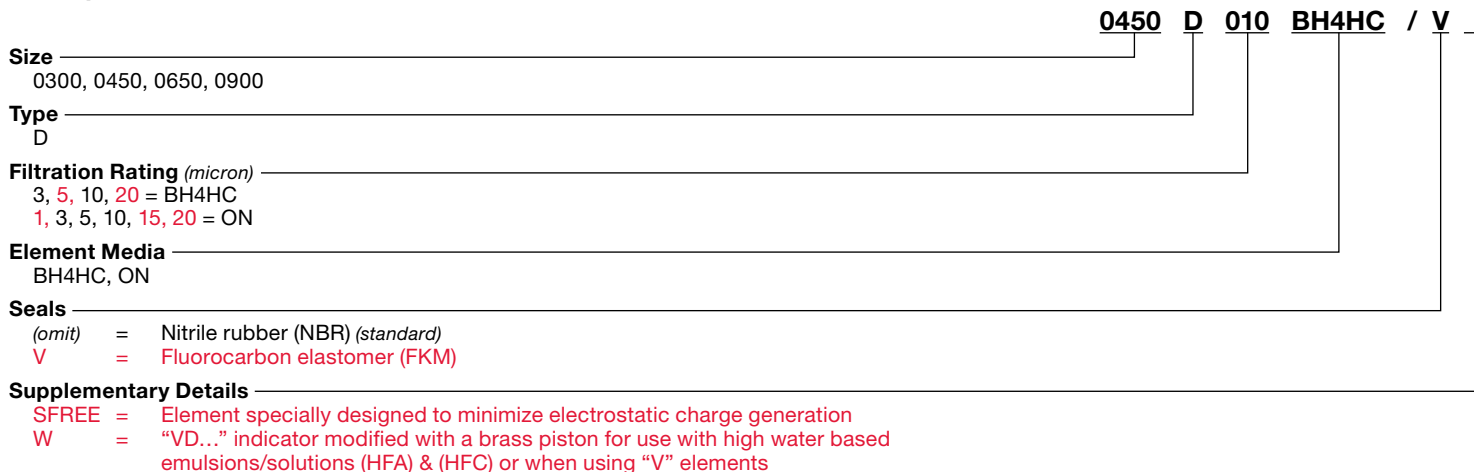 0450 D 010 BH4HC / V
Size
0300, 0450, 0650, 0900
Type
D
Filtration Rating (micron)
3, 5, 10, 20 = BH4HC
1, 3, 5, 10, 15, 20 = ON
Element Media
BH4HC, ON
Seals
(omit) = Nitrile rubber (NBR) (standard)
V = Fluorocarbon elastomer (FKM)
Supplementary Details
SFREE = Element specially designed to minimize electrostatic charge generation
W = “VD…” indicator modified with a brass piston for use with high water based
emulsions/solutions (HFA) & (HFC) or when using “V” elements